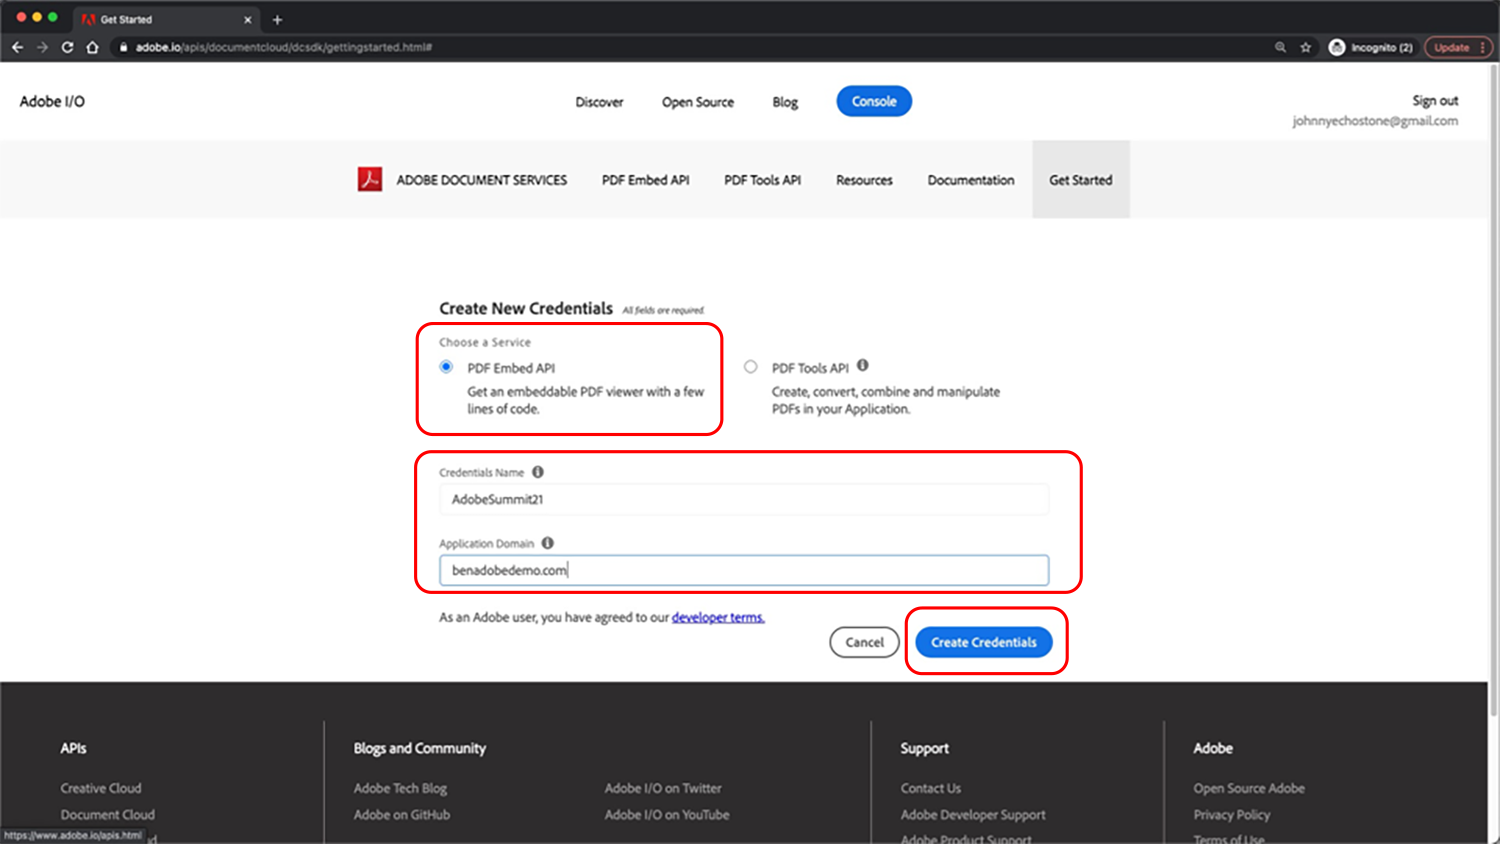 Get Started
adobe.io/apis/documentcloud/dcsdk/gettingstarted.html#
Incognito (2)
Update
Adobe I/O
Discover
Open Source
Blog
Console
Sign out
johnnyechostone@gmail.com
ADOBE DOCUMENT SERVICES
PDF Embed API
PDF Tools API
Resources
Documentation
Get Started
Create New Credentials All fields are required.
Choose a Service
PDF Embed API
Get an embeddable PDF viewer with a few
lines of code.
PDF Tools API
Create, convert, combine and manipulate
PDFs in your Application.
Credentials Name
AdobeSummit21
Application Domain
benadobedemo.com
As an Adobe user, you have agreed to our developer terms.
Cancel
Create Credentials
APIs
Creative Cloud
Document Cloud
Blogs and Community
Adobe Tech Blog
Adobe on GitHub
Adobe I/O on Twitter
Adobe I/O on YouTube
Support
Contact Us
Adobe Developer Support
Adobe Product Support
Adobe
Open Source Adobe
Privacy Policy
Terms of Use
https://www.adobe.io/apis.html